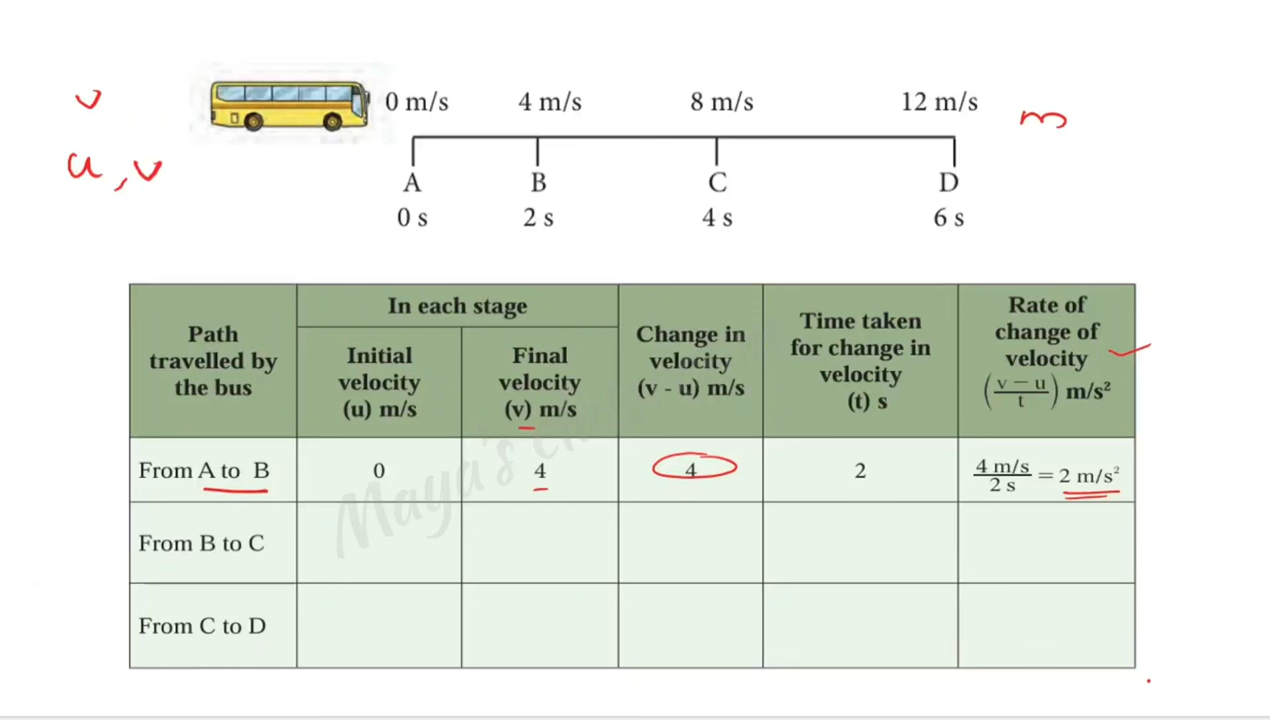 v
0 m/s 4 m/s 8 m/s 12 m/s
m
u, v
A B C D
0 s 2 s 4 s 6 s
Path travelled by the bus
In each stage
Initial velocity (u) m/s
Final velocity (v) m/s
Change in velocity (v - u) m/s
Time taken for change in velocity (t) s
Rate of change of velocity (v − u / t) m/s²
From A to B 0 4 4 2 4 m/s / 2 s = 2 m/s²
From B to C
From C to D
Maya's